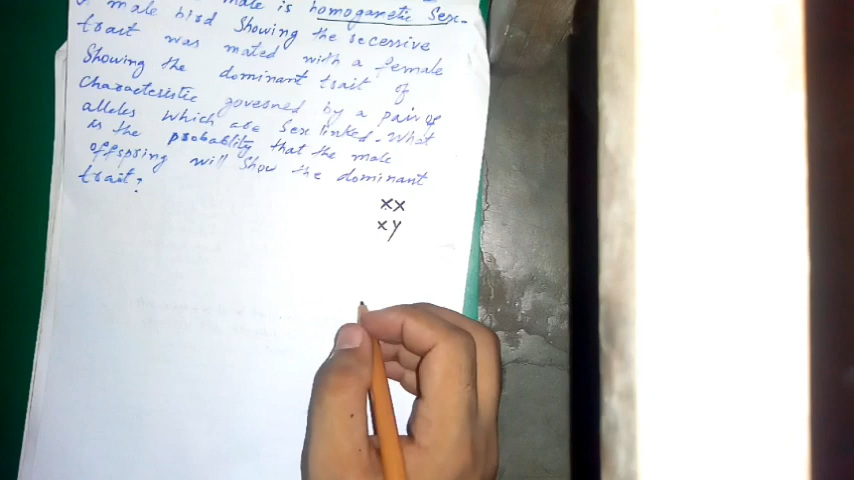 male is homogametic sex.
male bird showing the recessive
trait was mated with a female
showing the dominant trait of
characteristic governed by a pair of
alleles which are sex linked. What
is the probablity that the male
offspring will show the dominant
trait?
xx
xy